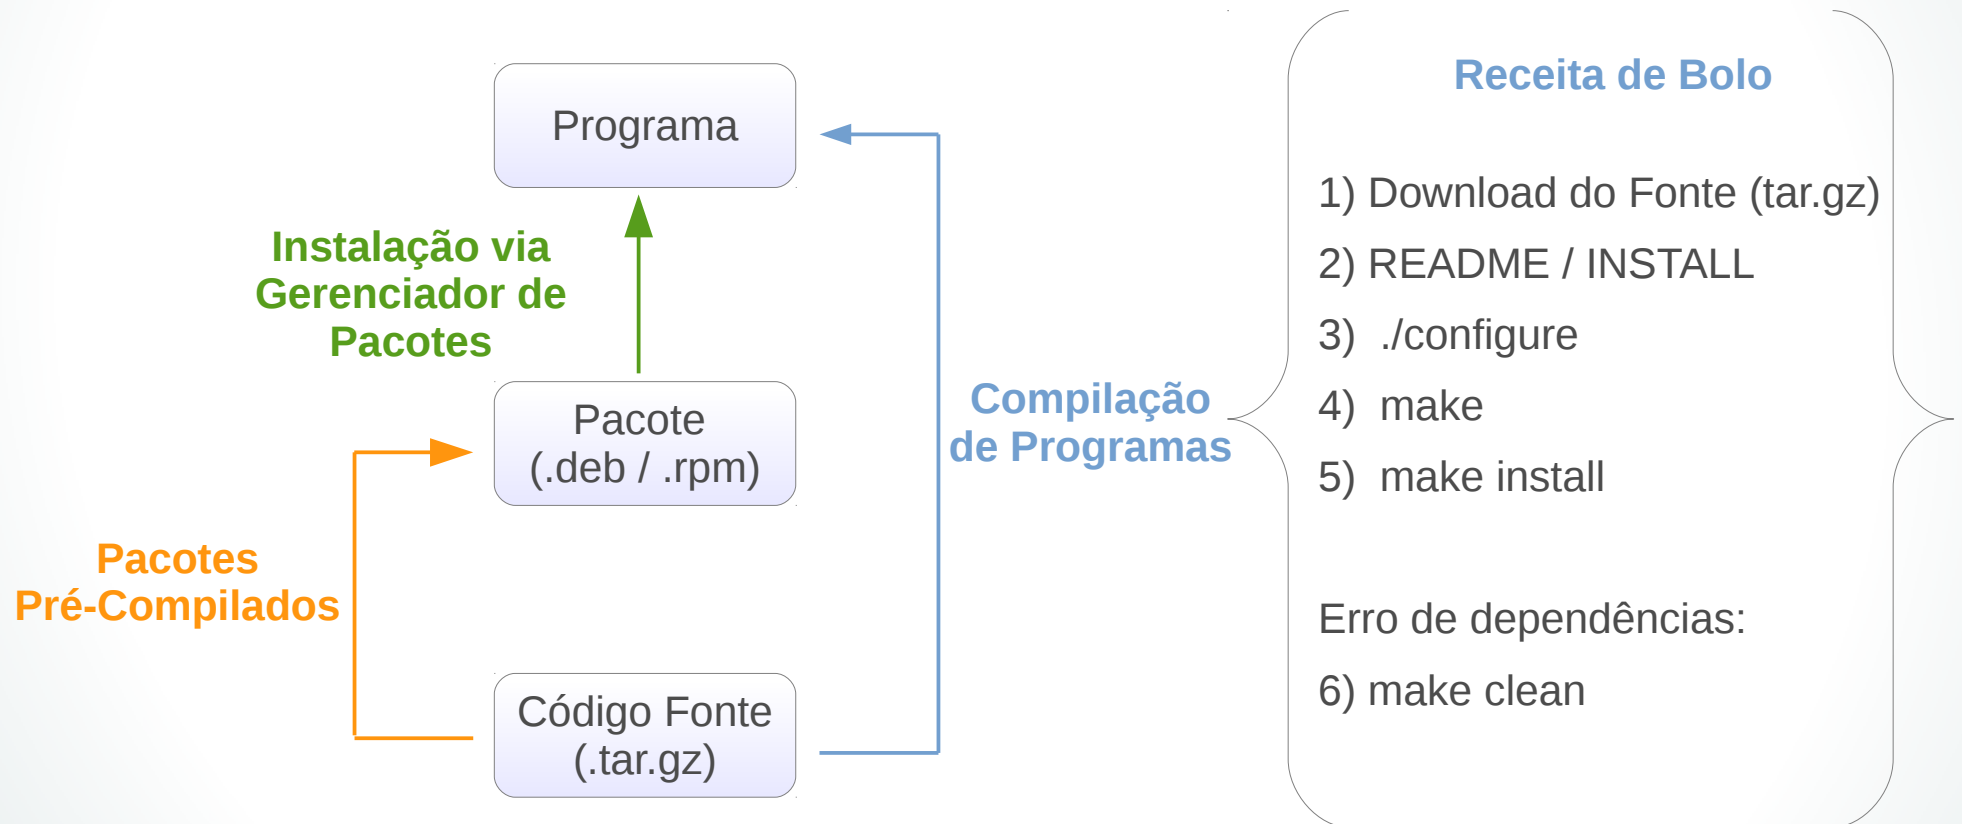 Programa
Instalação via
Gerenciador de
Pacotes
Pacote
(.deb / .rpm)
Pacotes
Pré-Compilados
Código Fonte
(.tar.gz)
Compilação
de Programas
Receita de Bolo
1) Download do Fonte (tar.gz)
2) README / INSTALL
3) ./configure
4) make
5) make install
Erro de dependências:
6) make clean